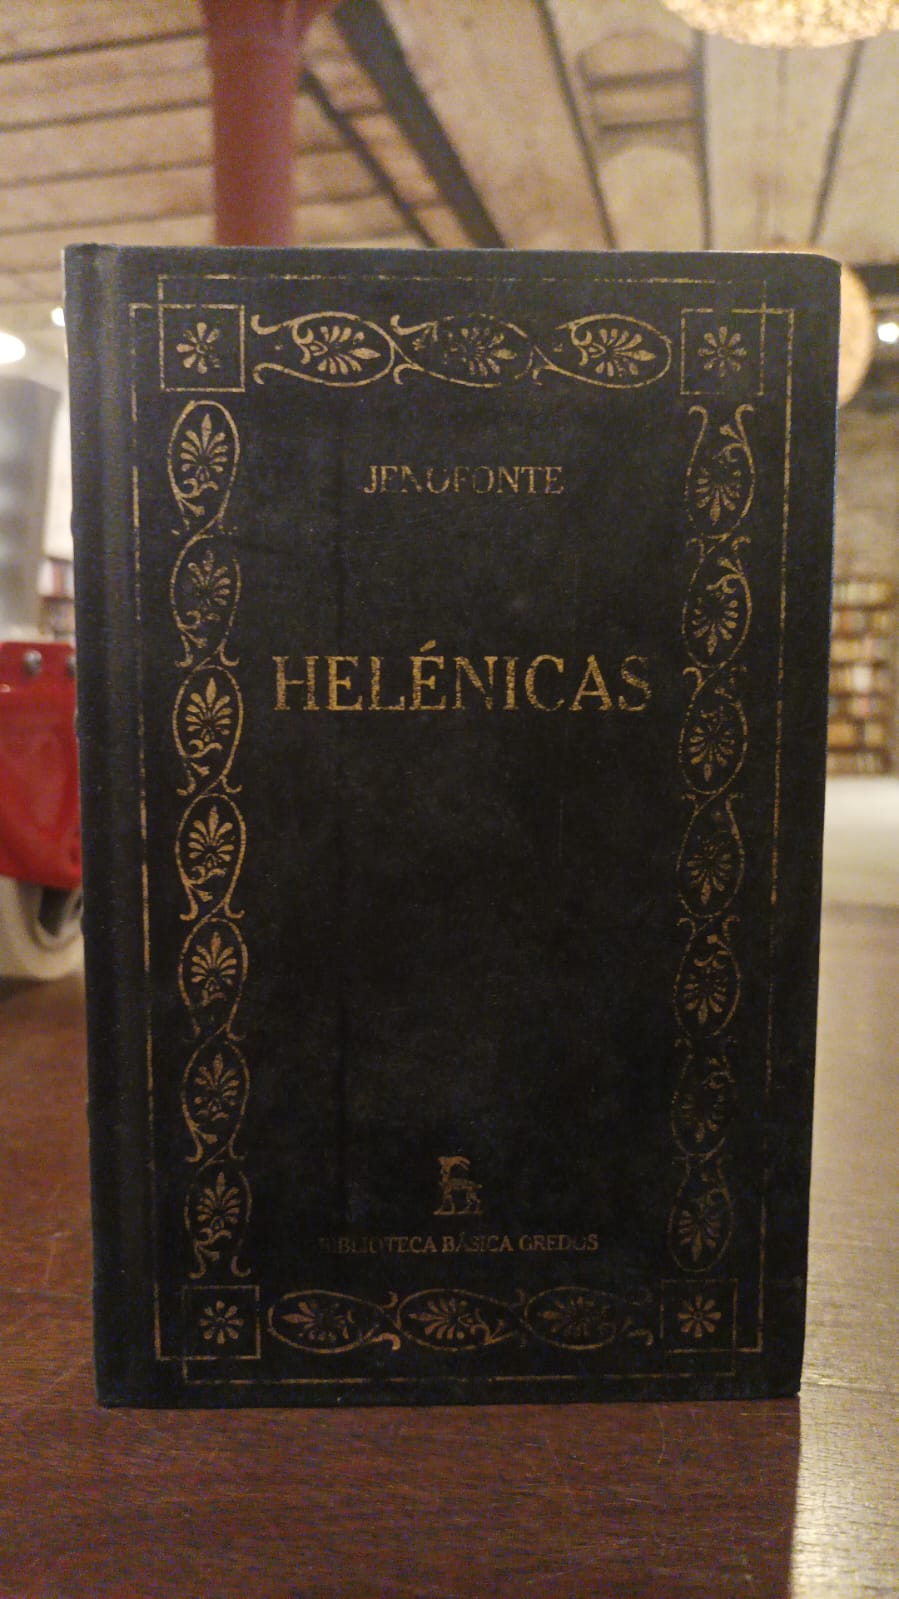 JENOFONTE
HELÉNICAS
BIBLIOTECA BÁSICA GREDOS